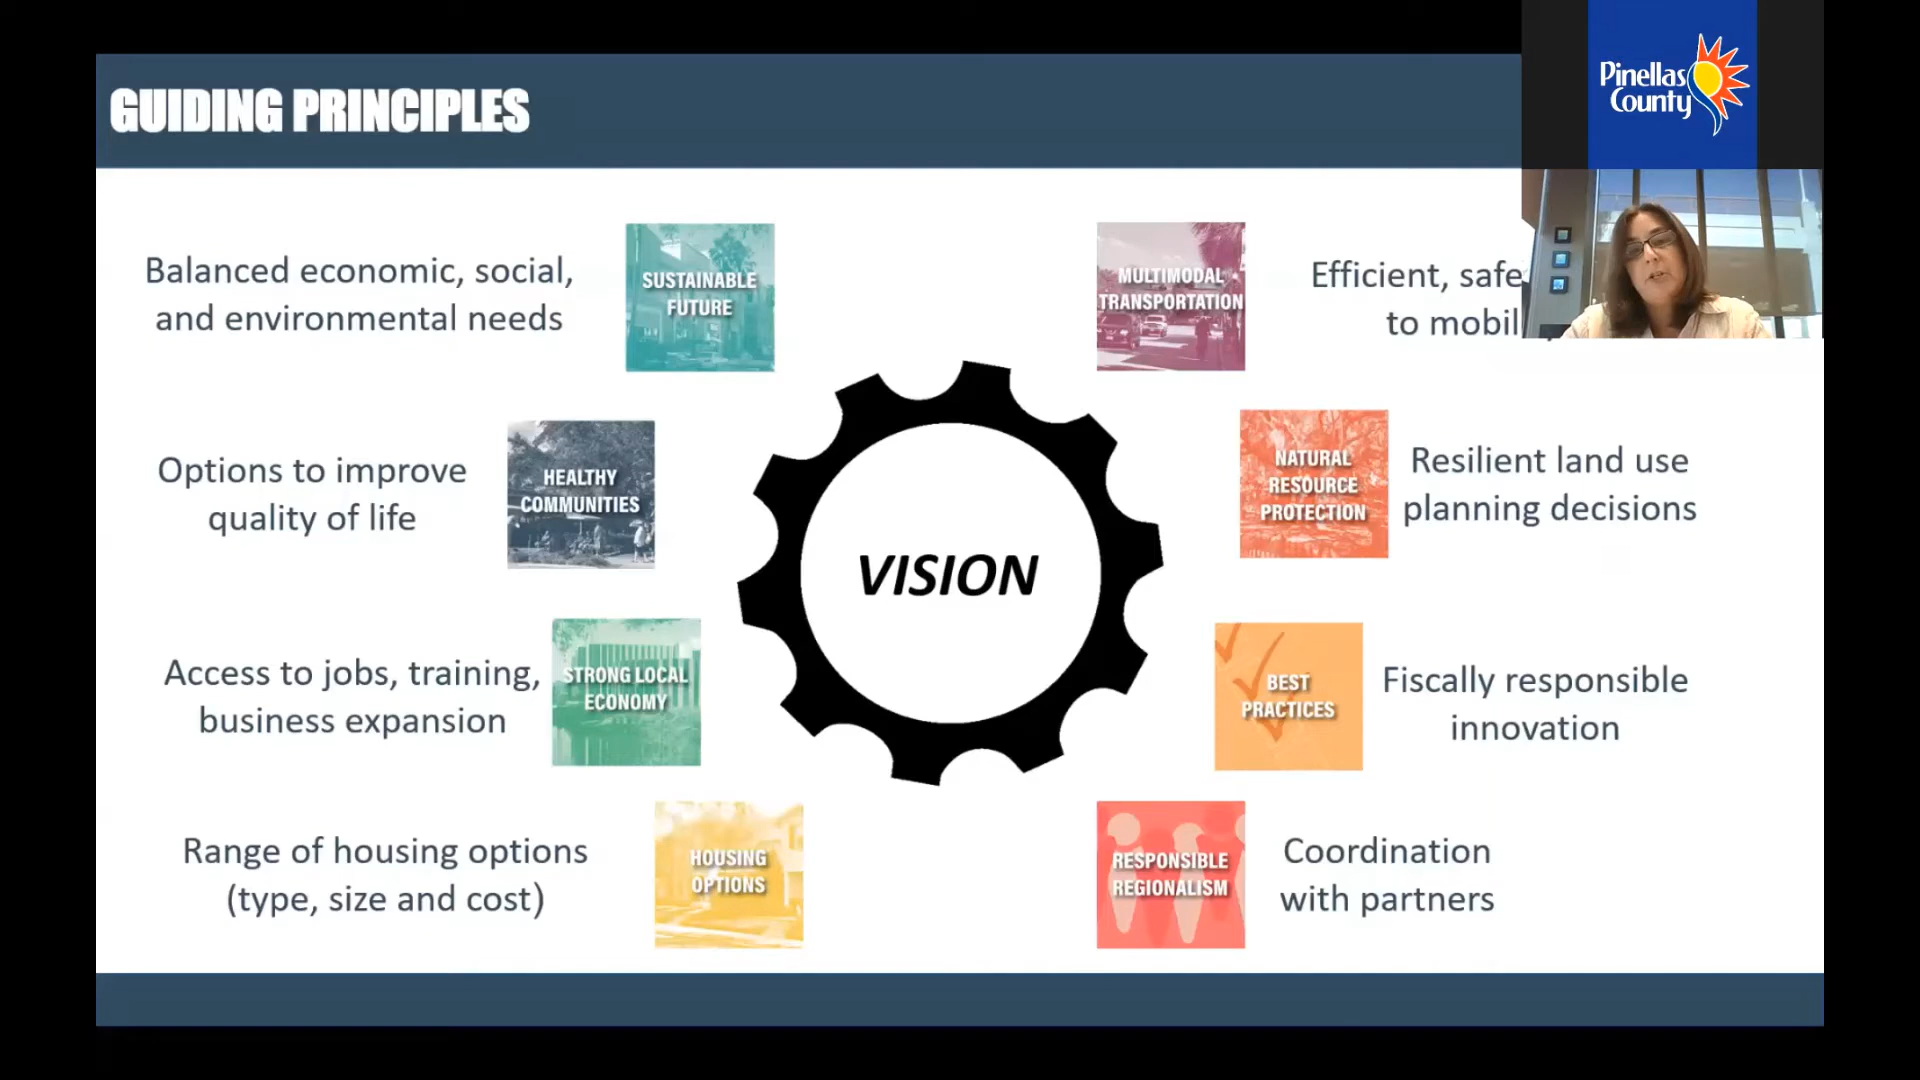 GUIDING PRINCIPLES
Pinellas
County
Balanced economic, social,
and environmental needs
SUSTAINABLE
FUTURE
MULTIMODAL
TRANSPORTATION
Efficient, safe
to
Options to improve
quality of life
HEALTHY
COMMUNITIES
NATURAL
RESOURCE
PROTECTION
Resilient land use
planning decisions
VISION
Access to jobs, training,
business expansion
STRONG LOCAL
ECONOMY
BEST
PRACTICES
Fiscally responsible
innovation
Range of housing options
(type, size and cost)
HOUSING
OPTIONS
RESPONSIBLE
REGIONALISM
Coordination
with partners